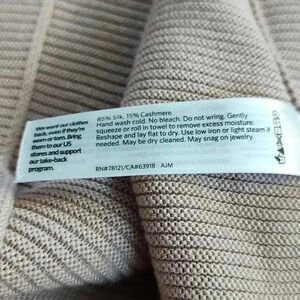 We want our clothes
back, even if they're
worn or torn. Bring
them to our US
stores and support
our take-back
program.
85% Silk, 15% Cashmere
Hand wash cold. No bleach. Do not wring. Gently
squeeze or roll in towel to remove excess moisture.
Reshape and lay flat to dry. Use low iron or light steam if
needed. May be dry cleaned. May snag on jewelry.
RN#78121/CA#63918 AJM